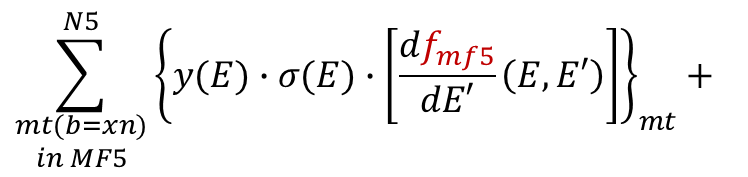 N5
∑ {y(E) · σ(E) · [df_mf5/dE′ (E, E′)]}_mt +
mt(b=xn)
in MF5